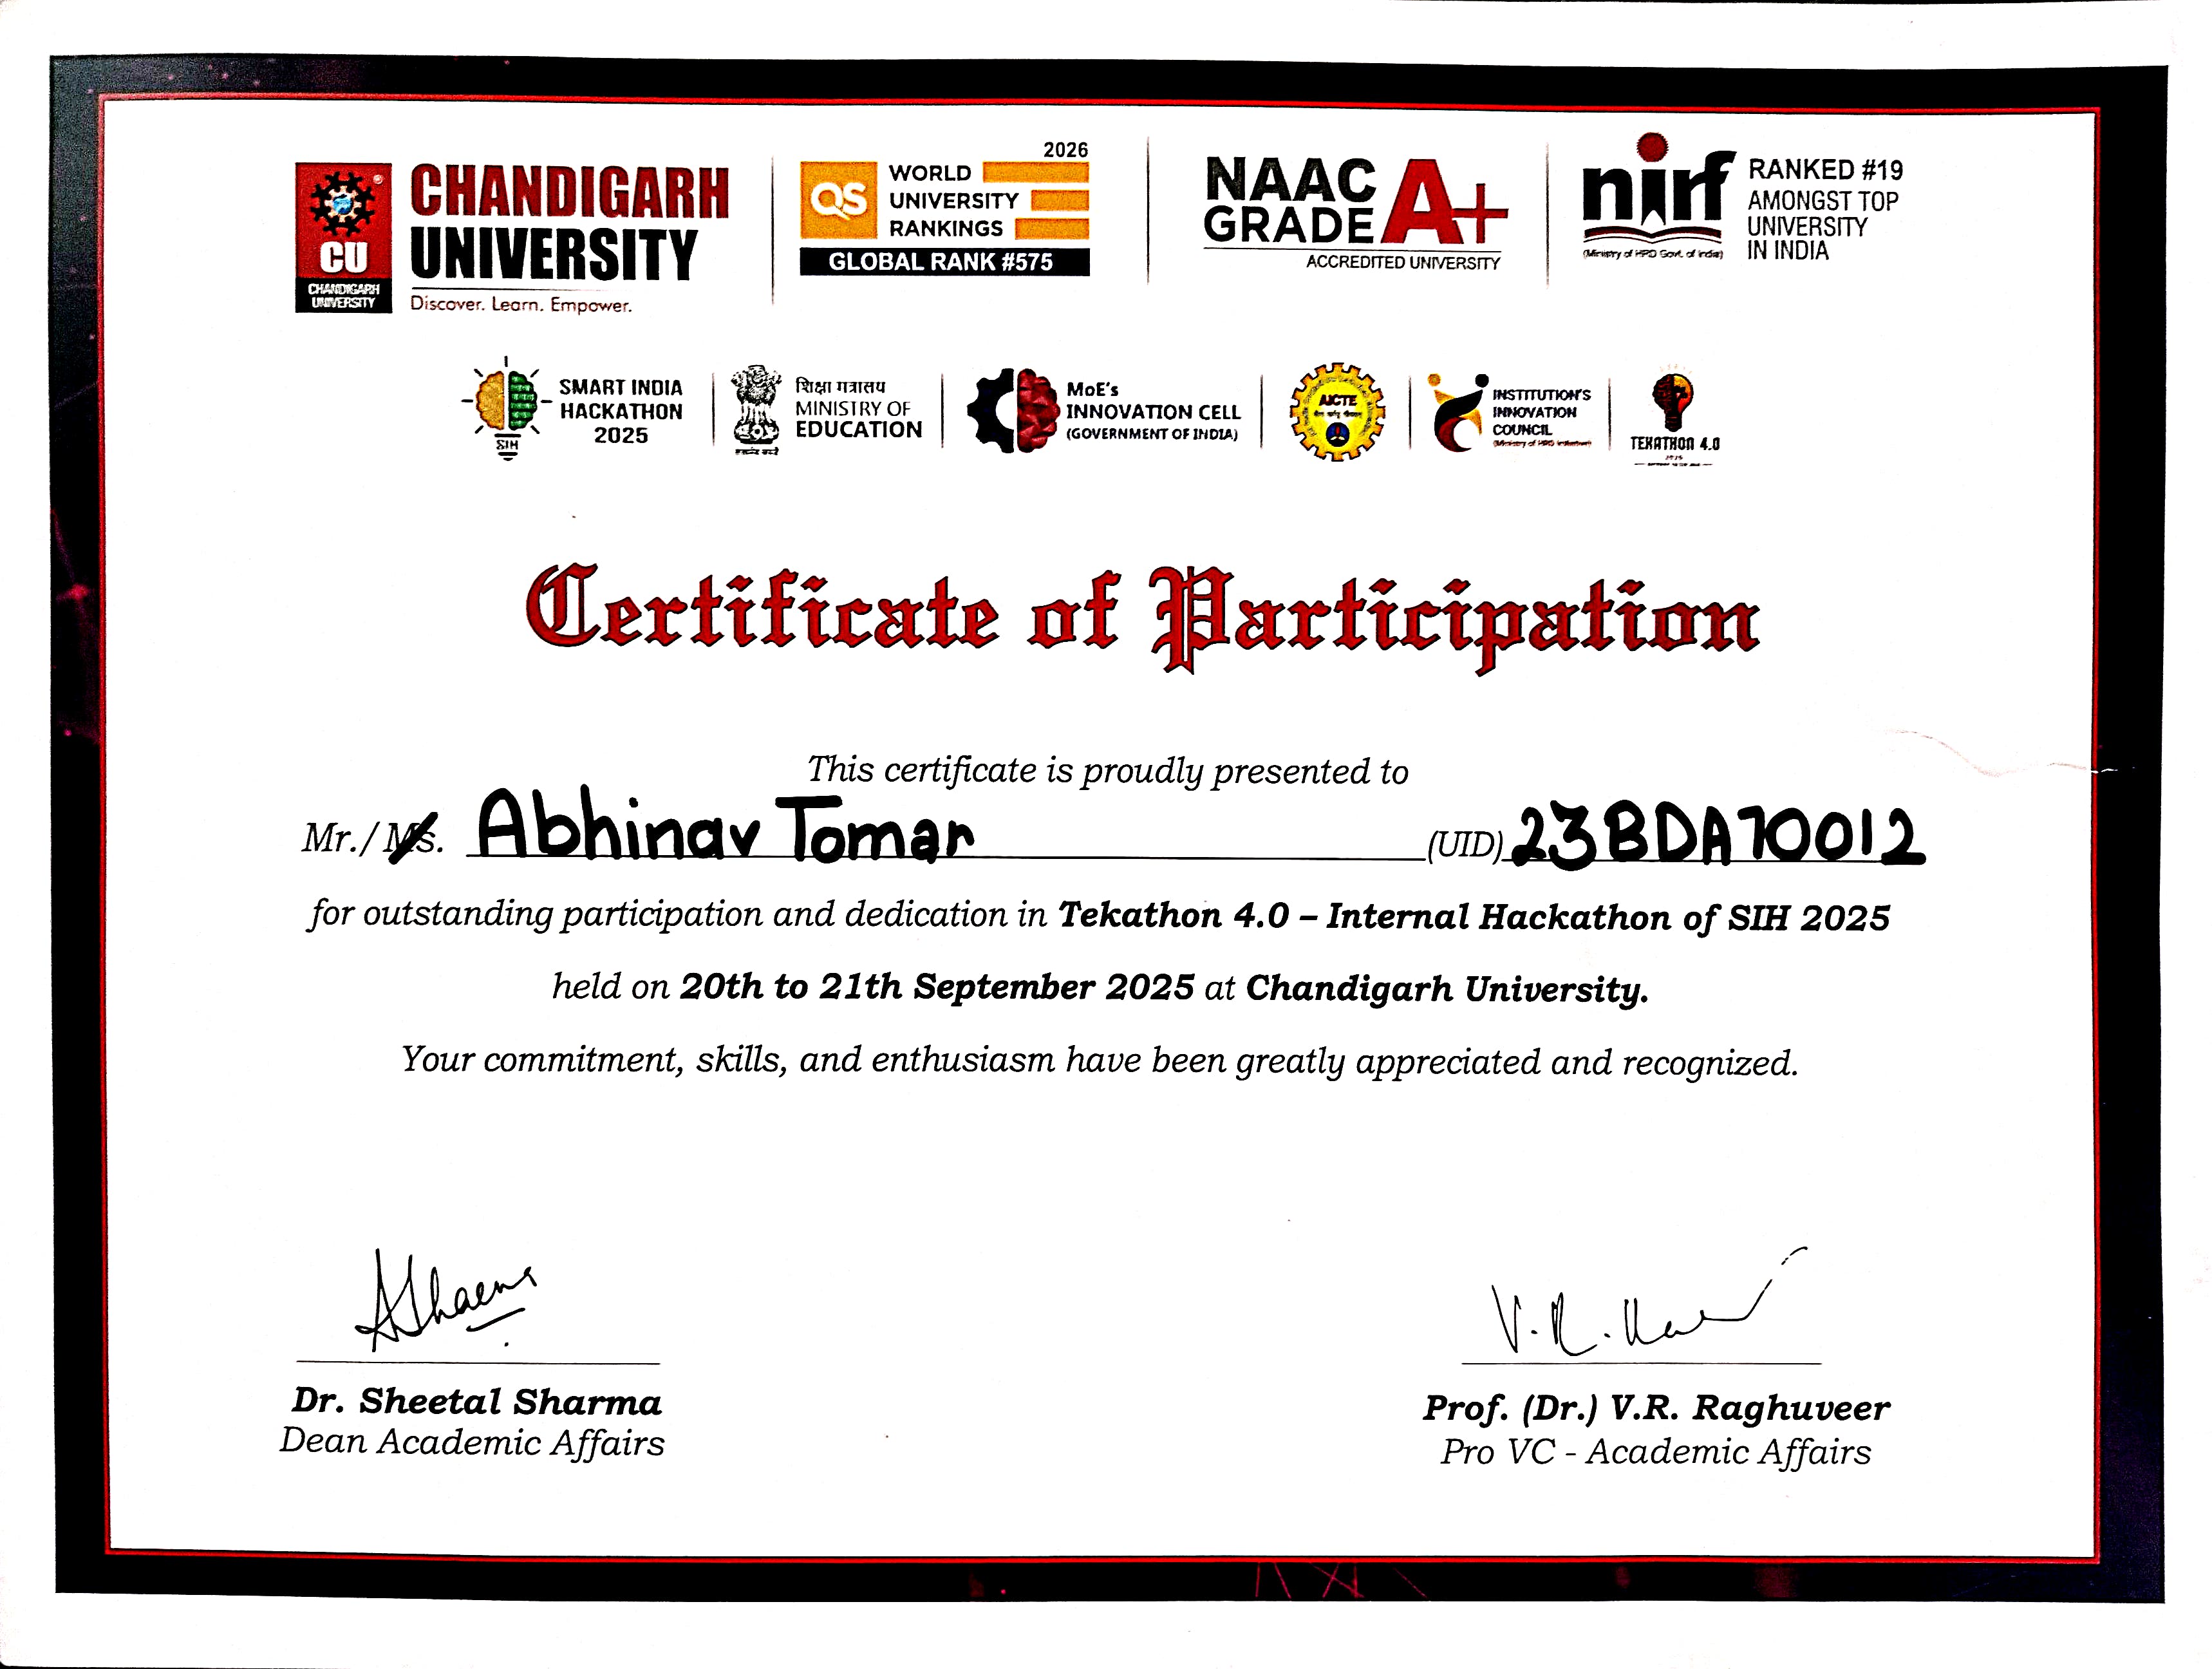 CHANDIGARH
UNIVERSITY
Discover. Learn. Empower.
CU
CHANDIGARH
UNIVERSITY
2026
QS
WORLD
UNIVERSITY
RANKINGS
GLOBAL RANK #575
NAAC
GRADE A+
ACCREDITED UNIVERSITY
nirf
(Ministry of HRD Govt. of India)
RANKED #19
AMONGST TOP
UNIVERSITY
IN INDIA
SIH
SMART INDIA
HACKATHON
2025
शिक्षा मंत्रालय
MINISTRY OF
EDUCATION
MoE's
INNOVATION CELL
(GOVERNMENT OF INDIA)
AICTE
INSTITUTION'S
INNOVATION
COUNCIL
(Ministry of HRD Initiative)
TEKATHON 4.0
2025
Certificate of Participation
This certificate is proudly presented to
Mr./Ms. Abhinav Tomar (UID) 23BDA70012
for outstanding participation and dedication in Tekathon 4.0 – Internal Hackathon of SIH 2025
held on 20th to 21th September 2025 at Chandigarh University.
Your commitment, skills, and enthusiasm have been greatly appreciated and recognized.
Dr. Sheetal Sharma
Dean Academic Affairs
V.R.
Prof. (Dr.) V.R. Raghuveer
Pro VC - Academic Affairs